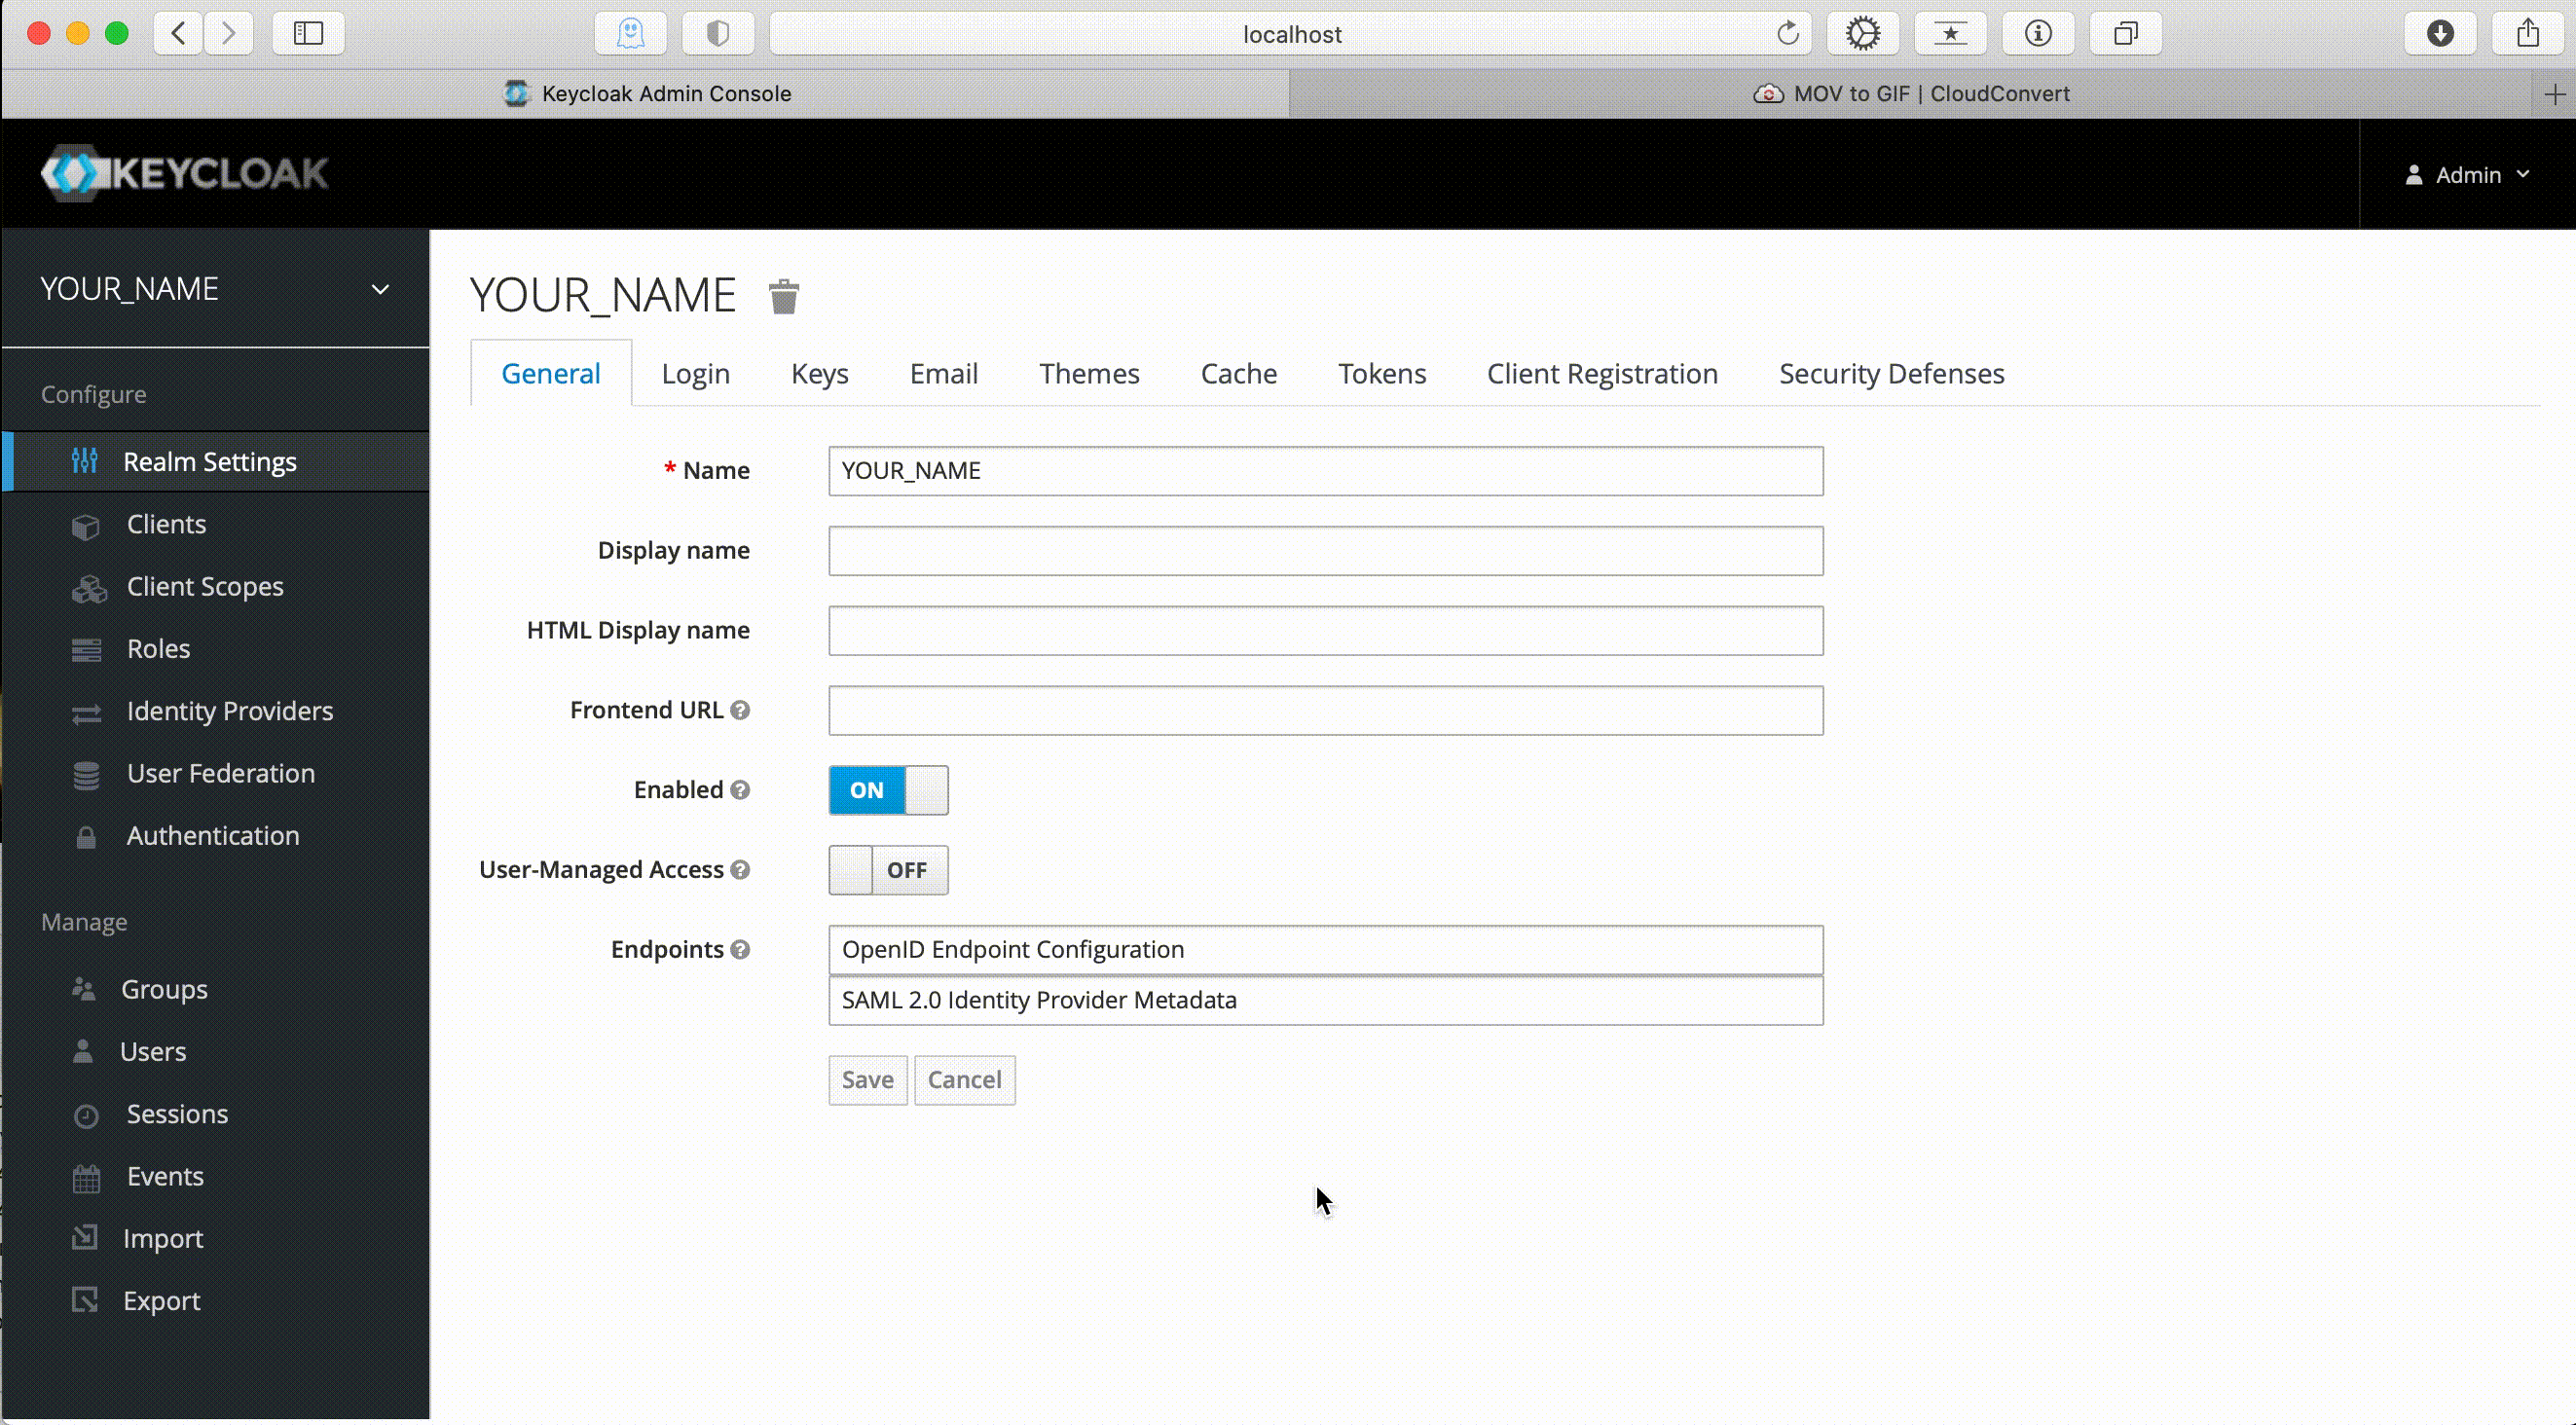 localhost
Keycloak Admin Console
MOV to GIF | CloudConvert
KEYCLOAK
Admin
YOUR_NAME
Configure
Realm Settings
Clients
Client Scopes
Roles
Identity Providers
User Federation
Authentication
Manage
Groups
Users
Sessions
Events
Import
Export
YOUR_NAME
General Login Keys Email Themes Cache Tokens Client Registration Security Defenses
* Name YOUR_NAME
Display name
HTML Display name
Frontend URL
Enabled ON
User-Managed Access OFF
Endpoints OpenID Endpoint Configuration
SAML 2.0 Identity Provider Metadata
Save Cancel